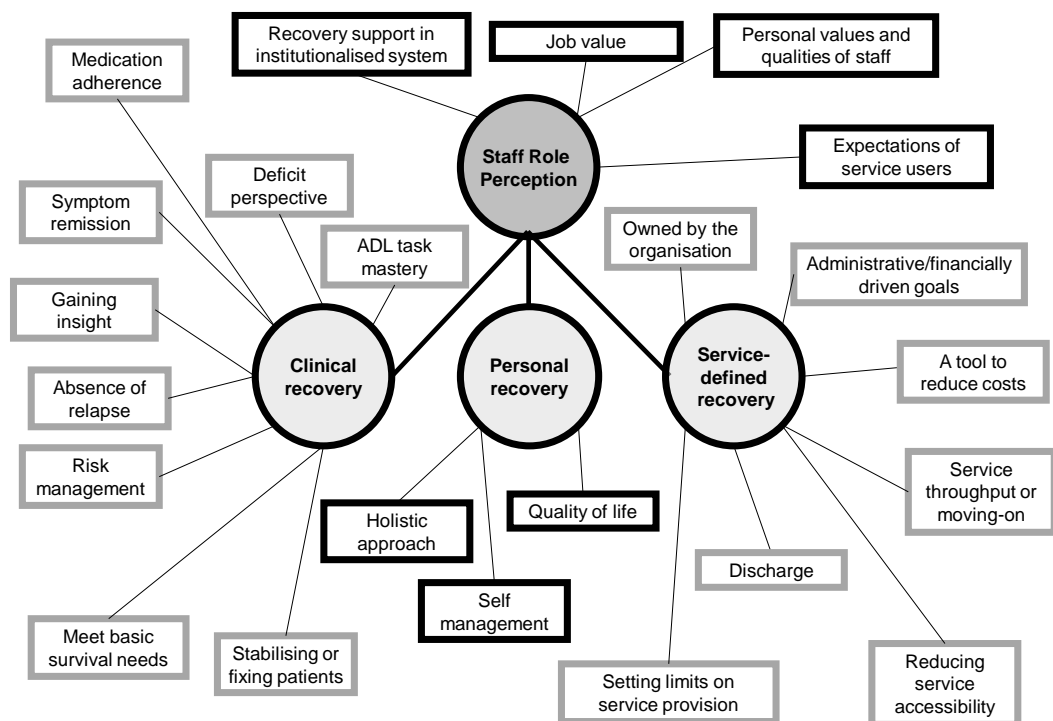 Recovery support in
institutionalised system
Job value
Personal values and
qualities of staff
Medication
adherence
Staff Role
Perception
Expectations of
service users
Deficit
perspective
Symptom
remission
ADL task
mastery
Owned by the
organisation
Administrative/financially
driven goals
Gaining
insight
Clinical
recovery
Personal
recovery
Service-
defined
recovery
A tool to
reduce costs
Absence of
relapse
Risk
management
Service
throughput or
moving-on
Holistic
approach
Quality of life
Discharge
Self
management
Meet basic
survival needs
Stabilising or
fixing patients
Setting limits on
service provision
Reducing
service
accessibility